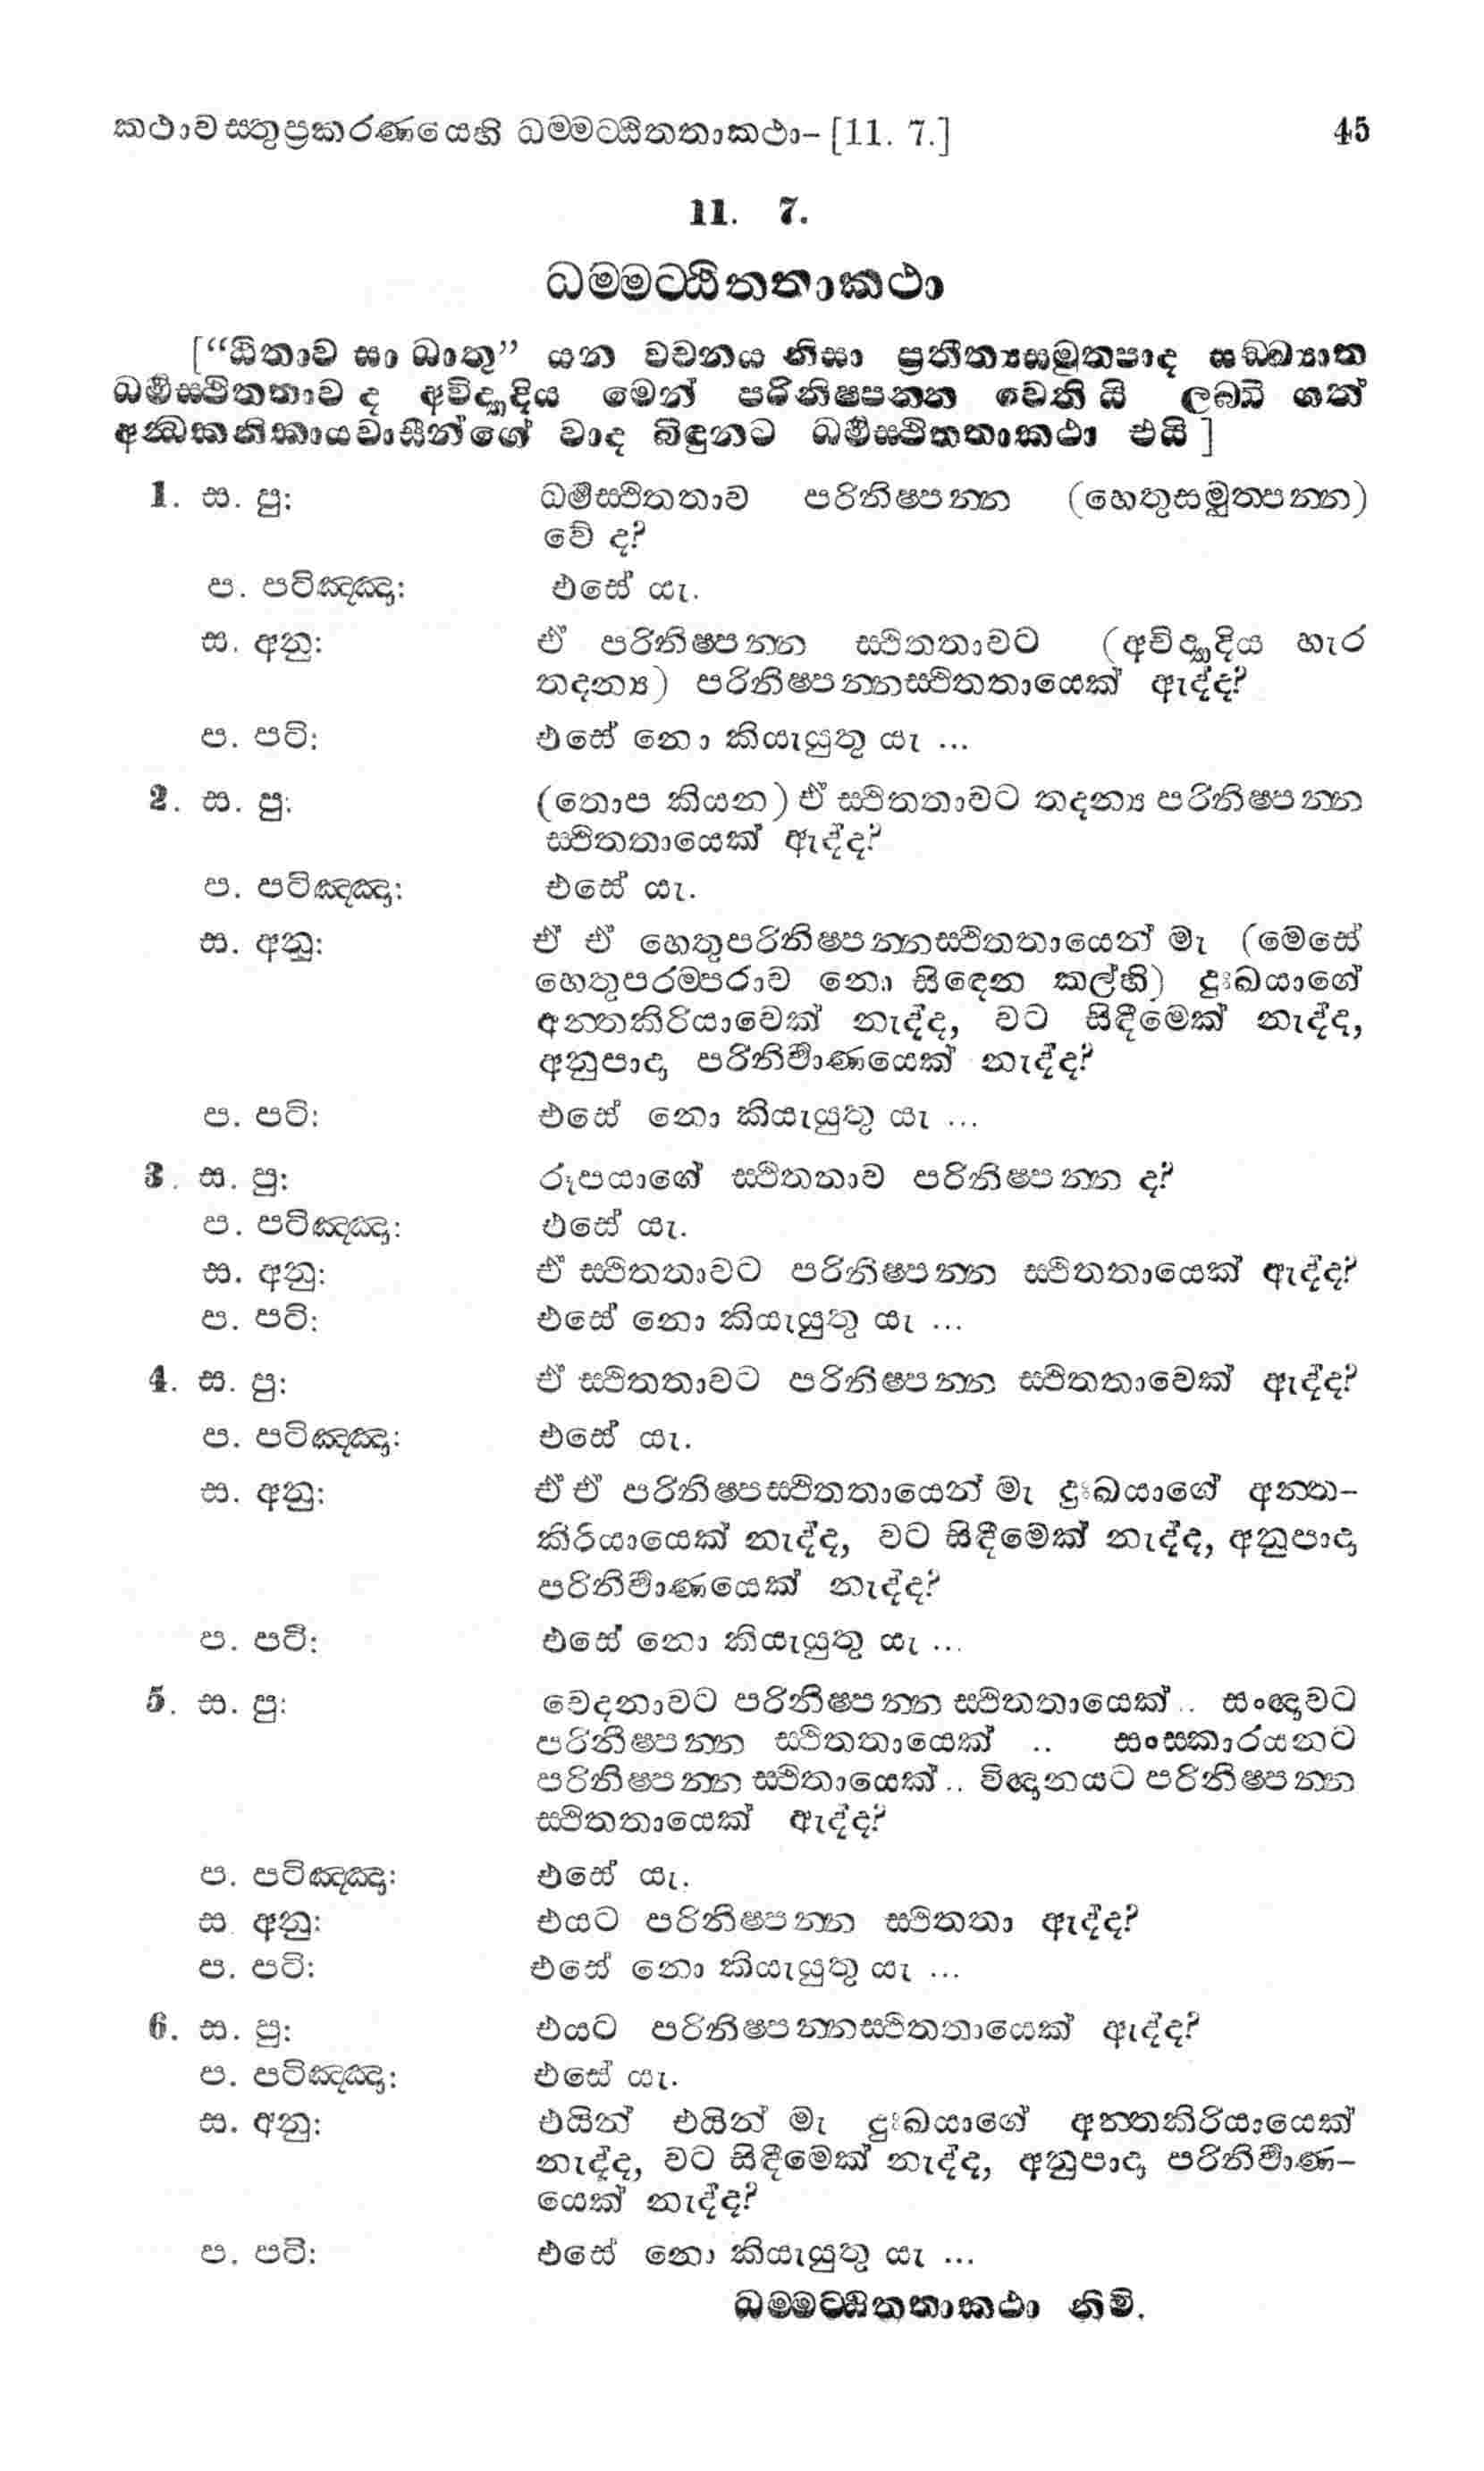 කථාවස්තුප්‍රකරණයෙහි ධම්මට්ඨිතතාකථා– [11. 7.] 45
11. 7.
ධම්මට්ඨිතතාකථා
[“ඨිතාව සා ධාතු” යන වචනය නිසා ප්‍රතීත්‍යසමුත්පාද සඞ්ඛ්‍යාත
ධර්මස්ථිතතාව ද අවිද්‍යාදිය මෙන් පරිනිෂ්පන්න වෙති යි ලබ්ධි ගත්
අන්ධකනිකායවාසීන්ගේ වාද බිඳුනට ධර්මස්ථිතතාකථා එයි]
1. ස. පු: ධර්මස්ථිතතාව පරිනිෂ්පන්න (හෙතුසමුත්පන්න)
වේ ද?
ප. පටිඤ්ඤා: එසේ යැ.
ස. අනු: ඒ පරිනිෂ්පන්න ස්ථිතතාවට (අවිද්‍යාදිය හැර
තදන්‍ය) පරිනිෂ්පන්නස්ථිතතායෙක් ඇද්ද?
ප. පටි: එසේ නො කියැයුතු යැ ...
2. ස. පු: (තොප කියන) ඒ ස්ථිතතාවට තදන්‍ය පරිනිෂ්පන්න
ස්ථිතතායෙක් ඇද්ද?
ප. පටිඤ්ඤා: එසේ යැ.
ස. අනු: ඒ ඒ හෙතුපරිනිෂ්පන්නස්ථිතතායෙන් මැ (මෙසේ
හෙතුපරම්පරාව නො සිඳෙන කල්හි) දුඃඛයාගේ
අන්තකිරියාවෙක් නැද්ද, වට සිඳීමෙක් නැද්ද,
අනුපාදා පරිනිර්වාණයෙක් නැද්ද?
ප. පටි: එසේ නො කියැයුතු යැ ...
3. ස. පු: රූපයාගේ ස්ථිතතාව පරිනිෂ්පන්න ද?
ප. පටිඤ්ඤා: එසේ යැ.
ස. අනු: ඒ ස්ථිතතාවට පරිනිෂ්පන්න ස්ථිතතායෙක් ඇද්ද?
ප. පටි: එසේ නො කියැයුතු යැ ...
4. ස. පු: ඒ ස්ථිතතාවට පරිනිෂ්පන්න ස්ථිතතාවෙක් ඇද්ද?
ප. පටිඤ්ඤා: එසේ යැ.
ස. අනු: ඒ ඒ පරිනිෂ්පස්ථිතතායෙන් මැ දුඃඛයාගේ අන්ත-
කිරියායෙක් නැද්ද, වට සිඳීමෙක් නැද්ද, අනුපාදා
පරිනිර්වාණයෙක් නැද්ද?
ප. පටි: එසේ නො කියැයුතු යැ ...
5. ස. පු: වෙදනාවට පරිනිෂ්පන්න ස්ථිතතායෙක් .. සංඥාවට
පරිනිෂ්පන්න ස්ථිතතායෙක් .. සංස්කාරයනට
පරිනිෂ්පන්න ස්ථිතායෙක් .. විඥානයට පරිනිෂ්පන්න
ස්ථිතතායෙක් ඇද්ද?
ප. පටිඤ්ඤා: එසේ යැ.
ස. අනු: එයට පරිනිෂ්පන්න ස්ථිතතා ඇද්ද?
ප. පටි: එසේ නො කියැයුතු යැ ...
6. ස. පු: එයට පරිනිෂ්පන්නස්ථිතතායෙක් ඇද්ද?
ප. පටිඤ්ඤා: එසේ යැ.
ස. අනු: එයින් එයින් මැ දුඃඛයාගේ අන්තකිරියායෙක්
නැද්ද, වට සිඳීමෙක් නැද්ද, අනුපාදා පරිනිර්වාණ-
යෙක් නැද්ද?
ප. පටි: එසේ නො කියැයුතු යැ ...
ධම්මට්ඨිතතාකථා නිමි.